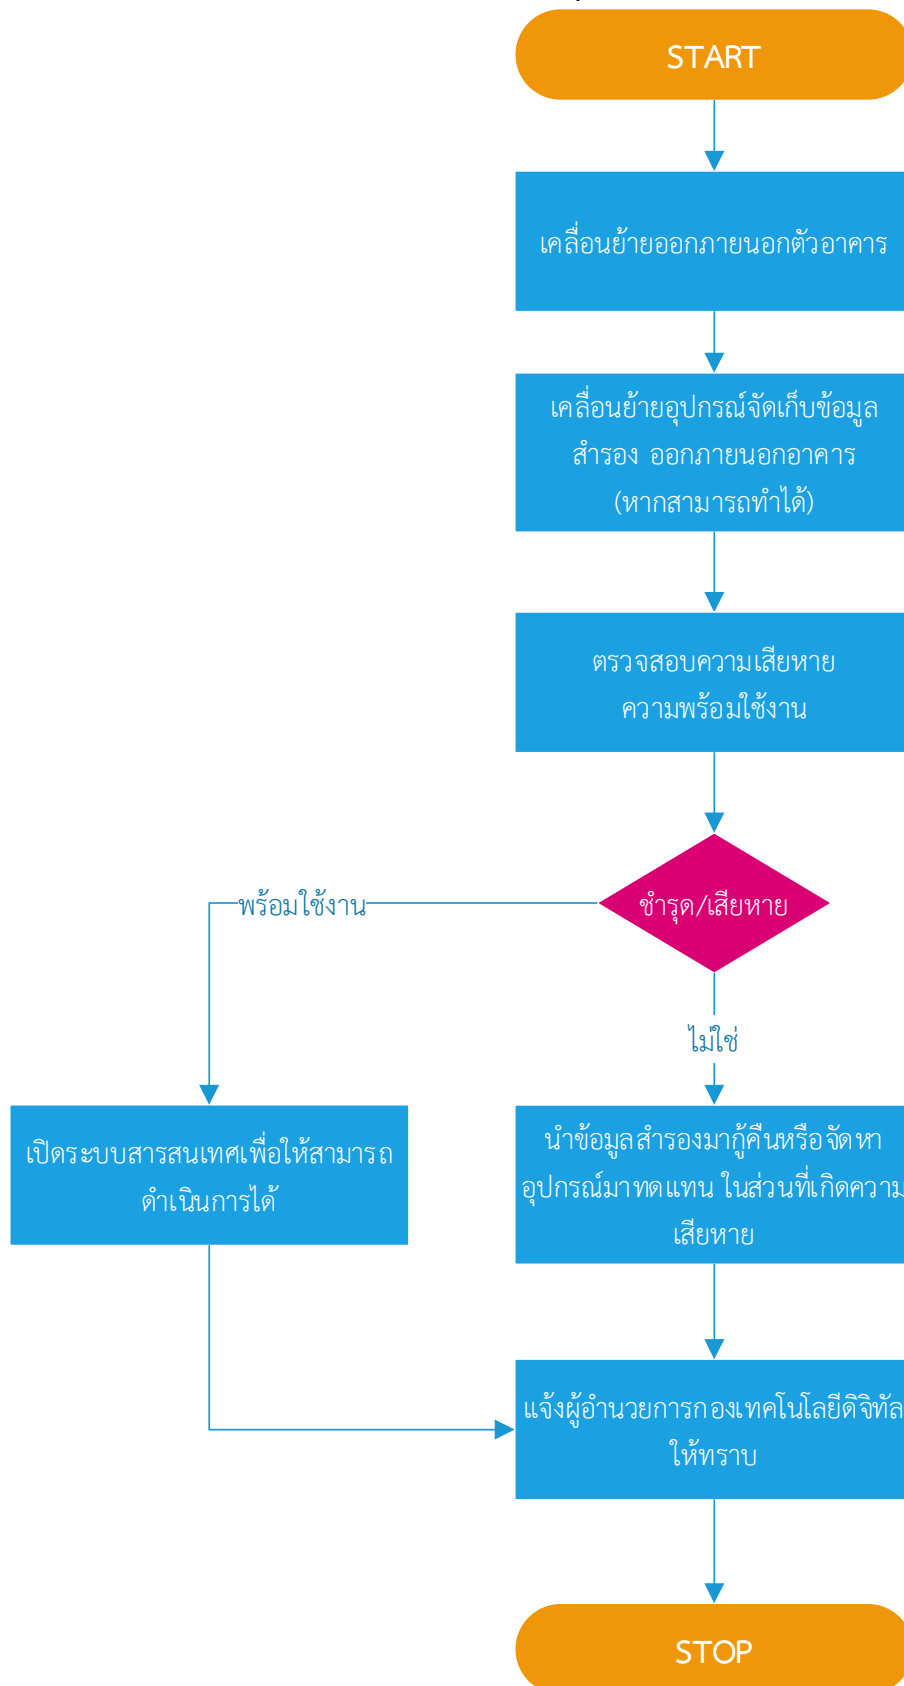 START
เคลื่อนย้ายออกภายนอกตัวอาคาร
เคลื่อนย้ายอุปกรณ์จัดเก็บข้อมูล
สำรอง ออกภายนอกอาคาร
(หากสามารถทำได้)
ตรวจสอบความเสียหาย
ความพร้อมใช้งาน
ชำรุด/เสียหาย
พร้อมใช้งาน
ไม่ใช่
เปิดระบบสารสนเทศเพื่อให้สามารถ
ดำเนินการได้
นำข้อมูลสำรองมากู้คืนหรือจัดหา
อุปกรณ์มาทดแทน ในส่วนที่เกิดความ
เสียหาย
แจ้งผู้อำนวยการกองเทคโนโลยีดิจิทัล
ให้ทราบ
STOP